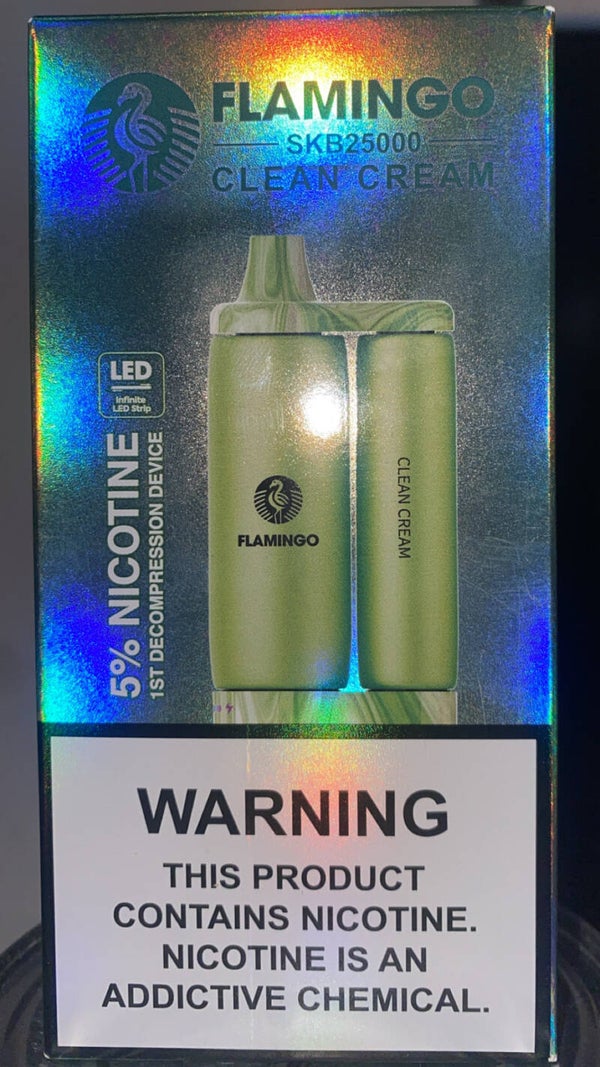 FLAMINGO
SKB25000
CLEAN CREAM
LED
Infinite
LED Strip
5% NICOTINE
1ST DECOMPRESSION DEVICE
FLAMINGO
CLEAN CREAM
WARNING
THIS PRODUCT
CONTAINS NICOTINE.
NICOTINE IS AN
ADDICTIVE CHEMICAL.